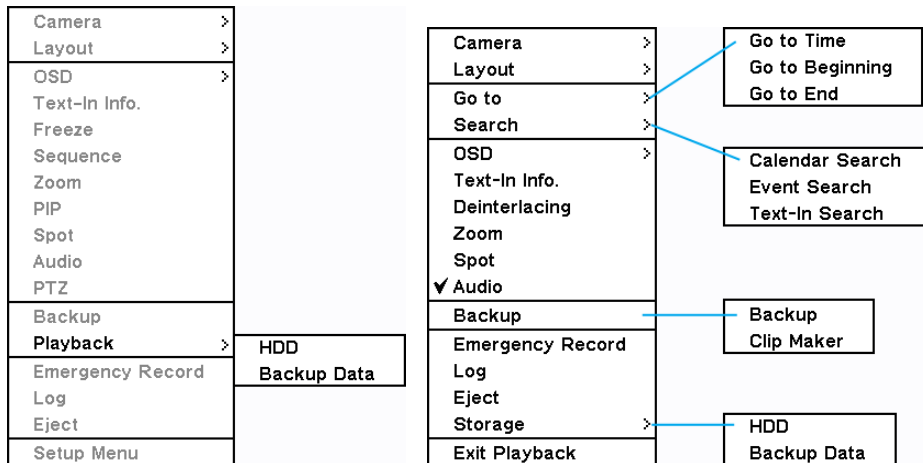 Camera >
Layout >
OSD >
Text-In Info.
Freeze
Sequence
Zoom
PIP
Spot
Audio
PTZ
Backup
Playback >
Emergency Record
Log
Eject
Setup Menu
HDD
Backup Data
Camera >
Layout >
Go to >
Search >
OSD >
Text-In Info.
Deinterlacing
Zoom
Spot
✓ Audio
Backup
Emergency Record
Log
Eject
Storage >
Exit Playback
Go to Time
Go to Beginning
Go to End
Calendar Search
Event Search
Text-In Search
Backup
Clip Maker
HDD
Backup Data